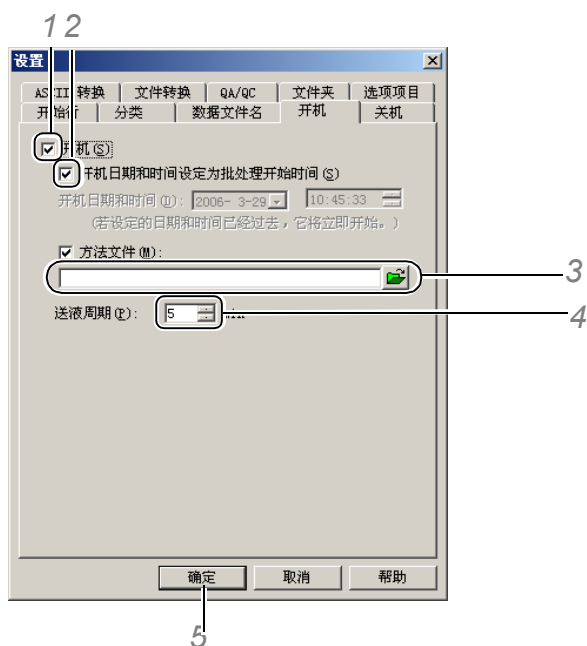 1 2
设置
ASCII 转换 文件转换 QA/QC 文件夹 选项项目
开始行 分类 数据文件名 开机 关机
开机(S)
开机日期和时间设定为批处理开始时间(S)
开机日期和时间(D): 2006- 3-29 10:45:33
(若设定的日期和时间已经过去，它将立即开始。)
方法文件(M):
3
送液周期(P): 5 min
4
确定 取消 帮助
5